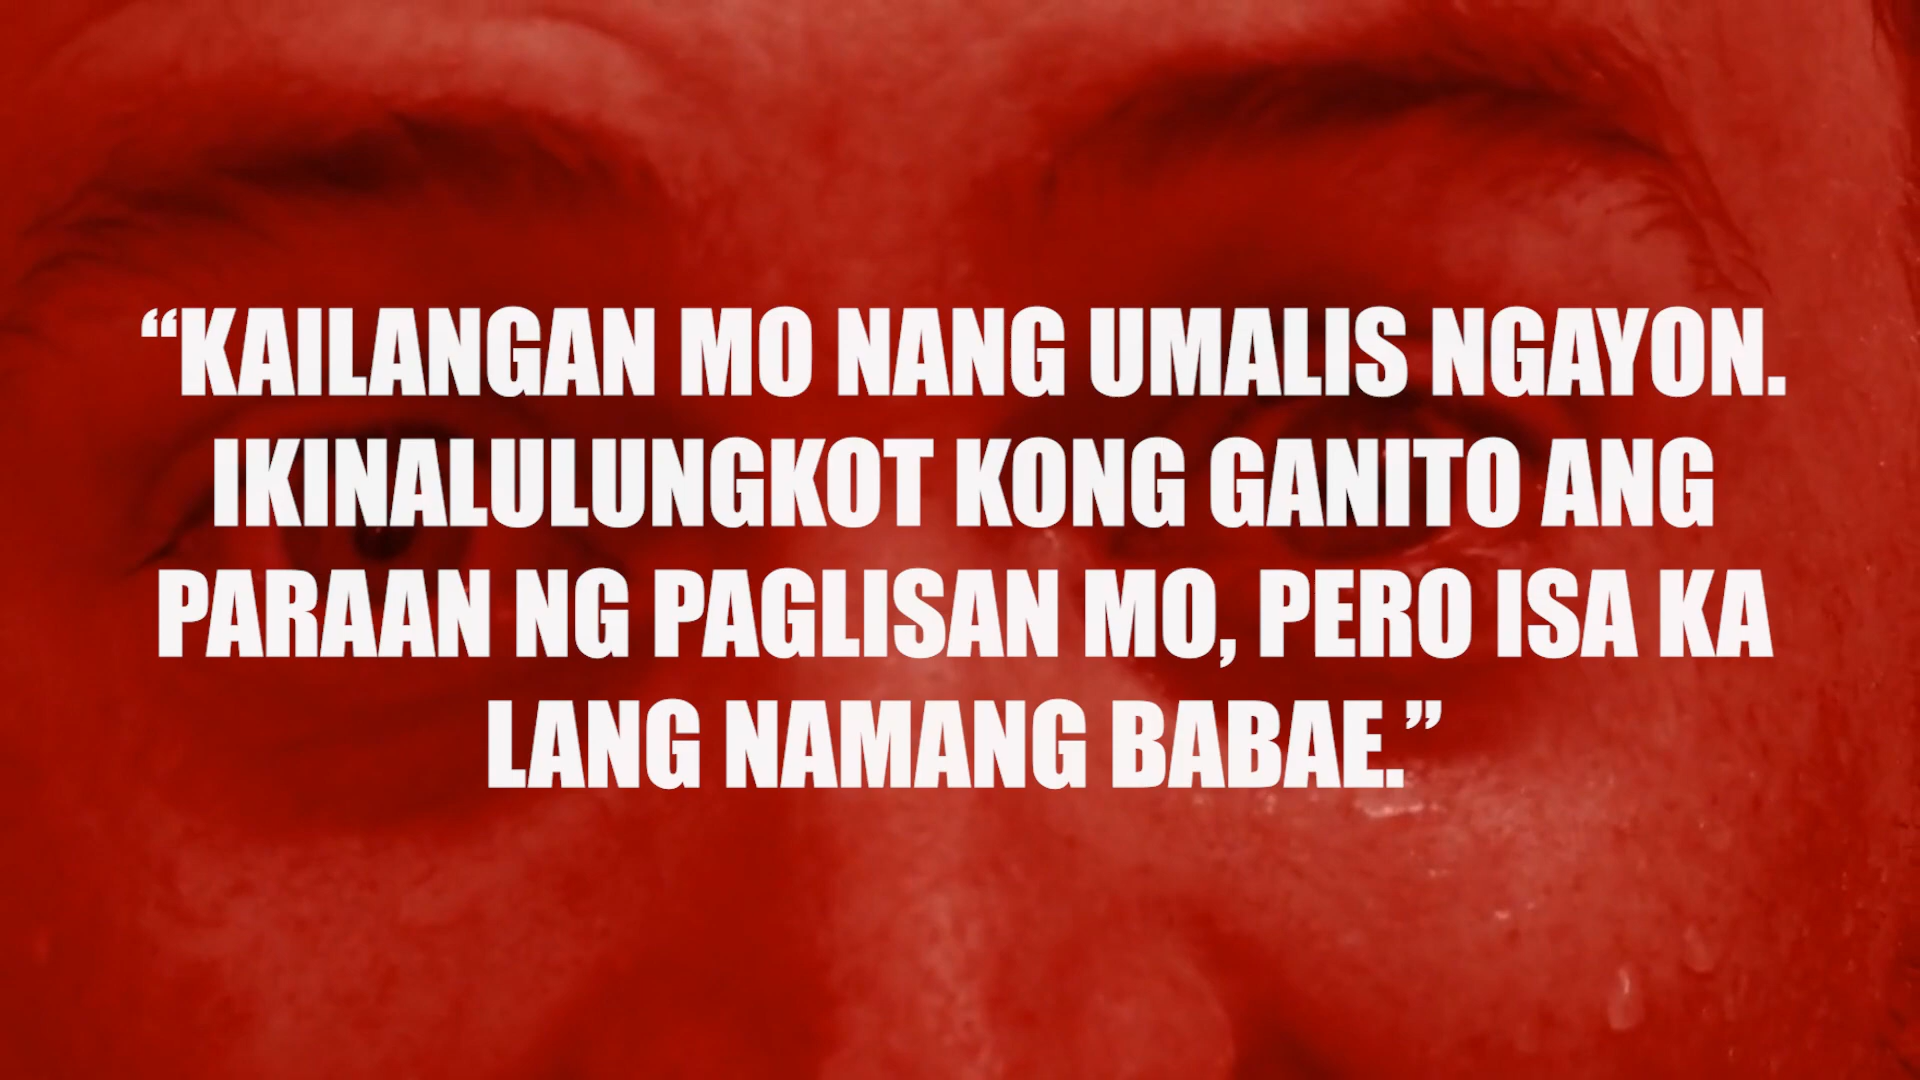 “KAILANGAN MO NANG UMALIS NGAYON.
IKINALULUNGKOT KONG GANITO ANG
PARAAN NG PAGLISAN MO, PERO ISA KA
LANG NAMANG BABAE.”